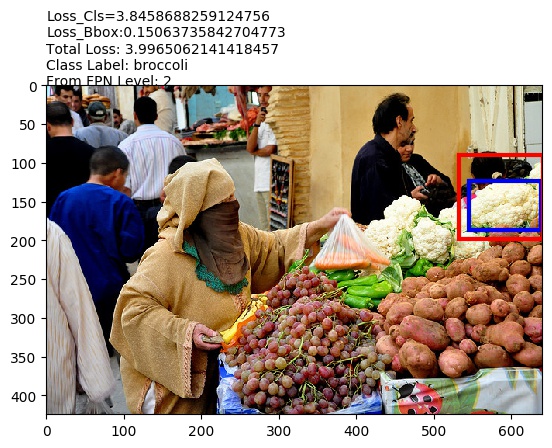 Loss_Cls=3.8458688259124756
Loss_Bbox:0.15063735842704773
Total Loss: 3.9965062141418457
Class Label: broccoli
From FPN Level: 2
0
50
100
150
200
250
300
350
400
0 100 200 300 400 500 600